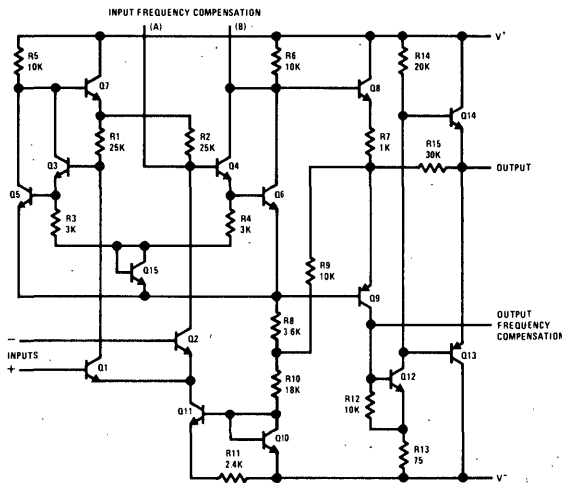 INPUT FREQUENCY COMPENSATION
(A) (B)
R5
10K
Q7
R6
10K
Q8
R14
20K
V+
Q14
R1
25K
R2
25K
R7
1K
R15
30K
OUTPUT
Q3
Q4
Q5
Q6
R3
3K
R4
3K
R9
10K
Q15
Q9
R8
3.6K
OUTPUT
FREQUENCY
COMPENSATION
−
INPUTS
+
Q2
Q1
R10
18K
Q13
Q12
R12
10K
Q11
Q10
R11
2.4K
R13
75
V−